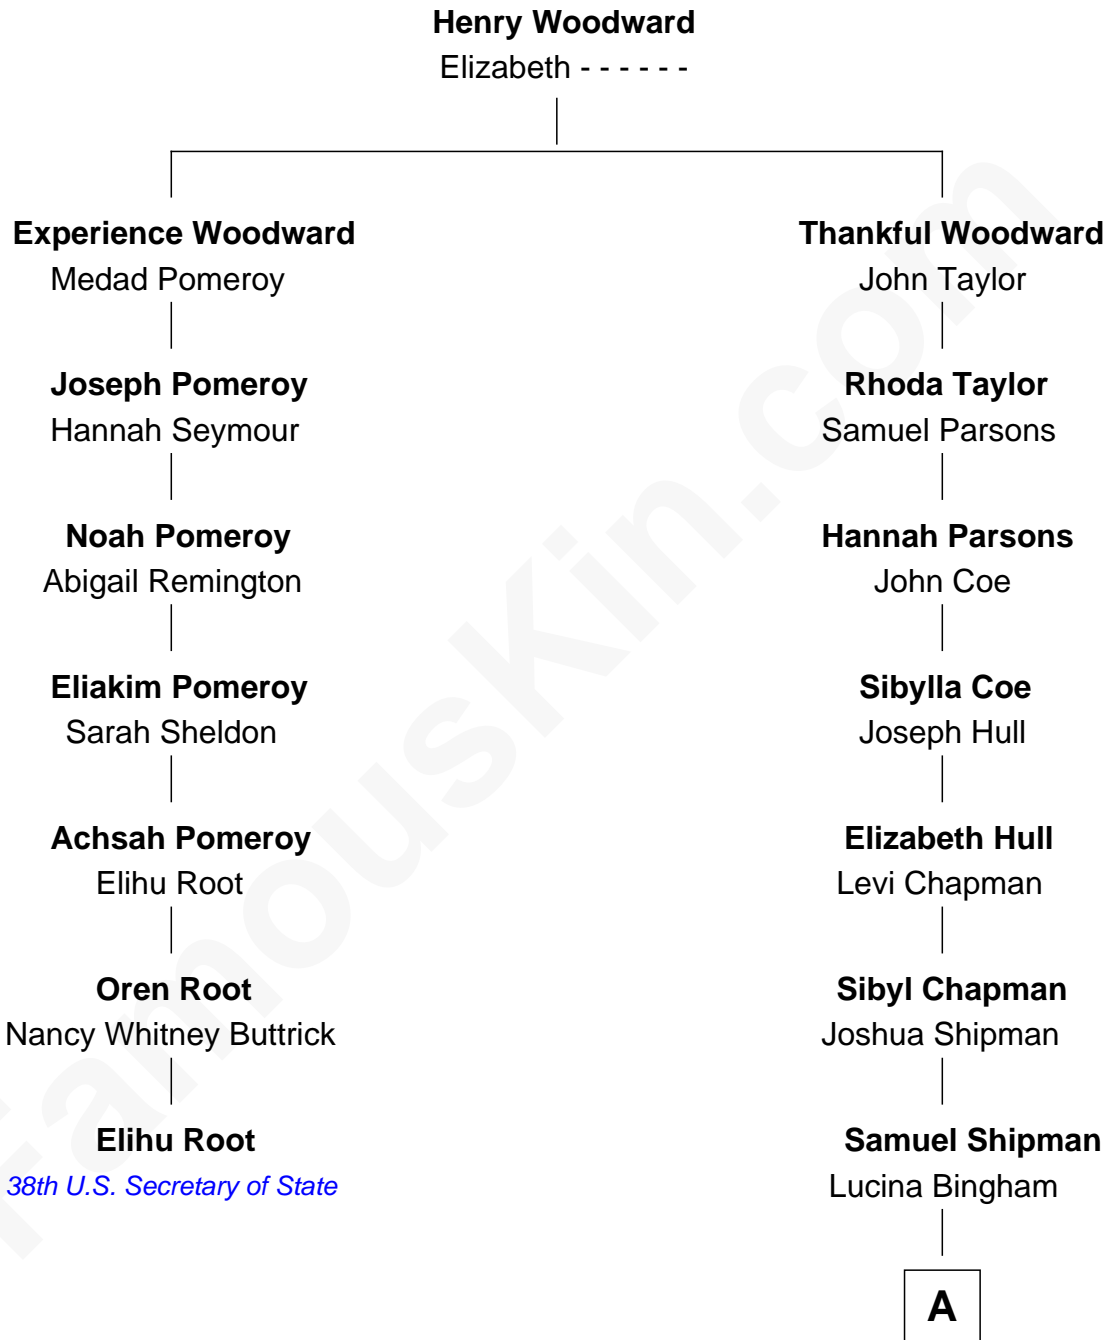 Henry Woodward
Elizabeth - - - - - -
Experience Woodward
Medad Pomeroy
Joseph Pomeroy
Hannah Seymour
Noah Pomeroy
Abigail Remington
Eliakim Pomeroy
Sarah Sheldon
Achsah Pomeroy
Elihu Root
Oren Root
Nancy Whitney Buttrick
Elihu Root
38th U.S. Secretary of State
Thankful Woodward
John Taylor
Rhoda Taylor
Samuel Parsons
Hannah Parsons
John Coe
Sibylla Coe
Joseph Hull
Elizabeth Hull
Levi Chapman
Sibyl Chapman
Joshua Shipman
Samuel Shipman
Lucina Bingham
A
FamousKin.com